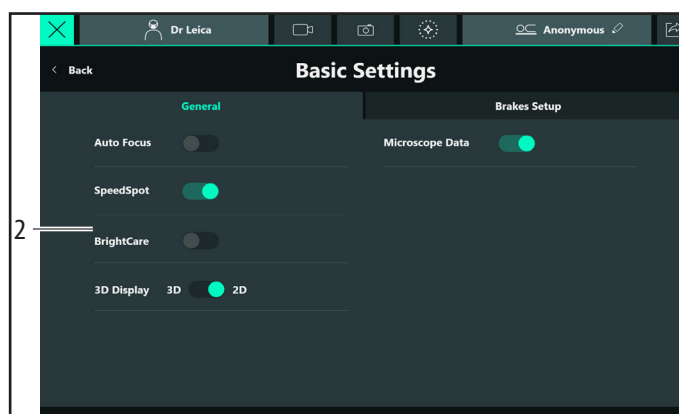 Dr Leica
Anonymous
< Back
Basic Settings
General
Brakes Setup
Auto Focus
Microscope Data
SpeedSpot
2
BrightCare
3D Display 3D 2D